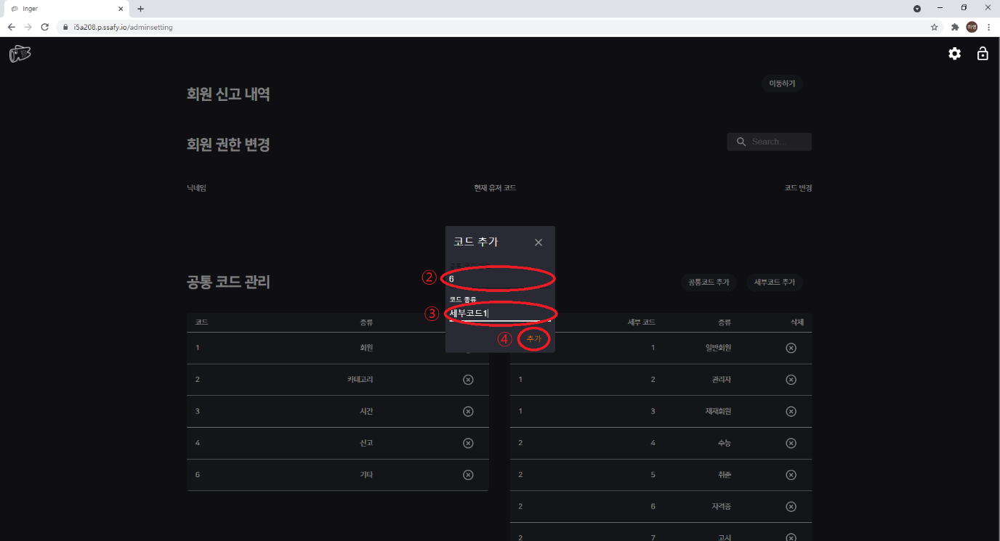 Inger
i5a208.p.ssafy.io/adminsetting
하영
회원 신고 내역
이동하기
회원 권한 변경
Search...
닉네임 현재 유저 코드 코드 변경
코드 추가
② 6
공통 코드 관리
공통코드 추가 세부코드 추가
코드 종류
③ 세부코드1
④ 추가
코드 종류
세부 코드 종류 삭제
1 회원
1 일반회원
2 카테고리
1 2 관리자
3 시간
1 3 제재회원
4 신고
2 4 수능
6 기타
2 5 취준
2 6 자격증
2 7 고시